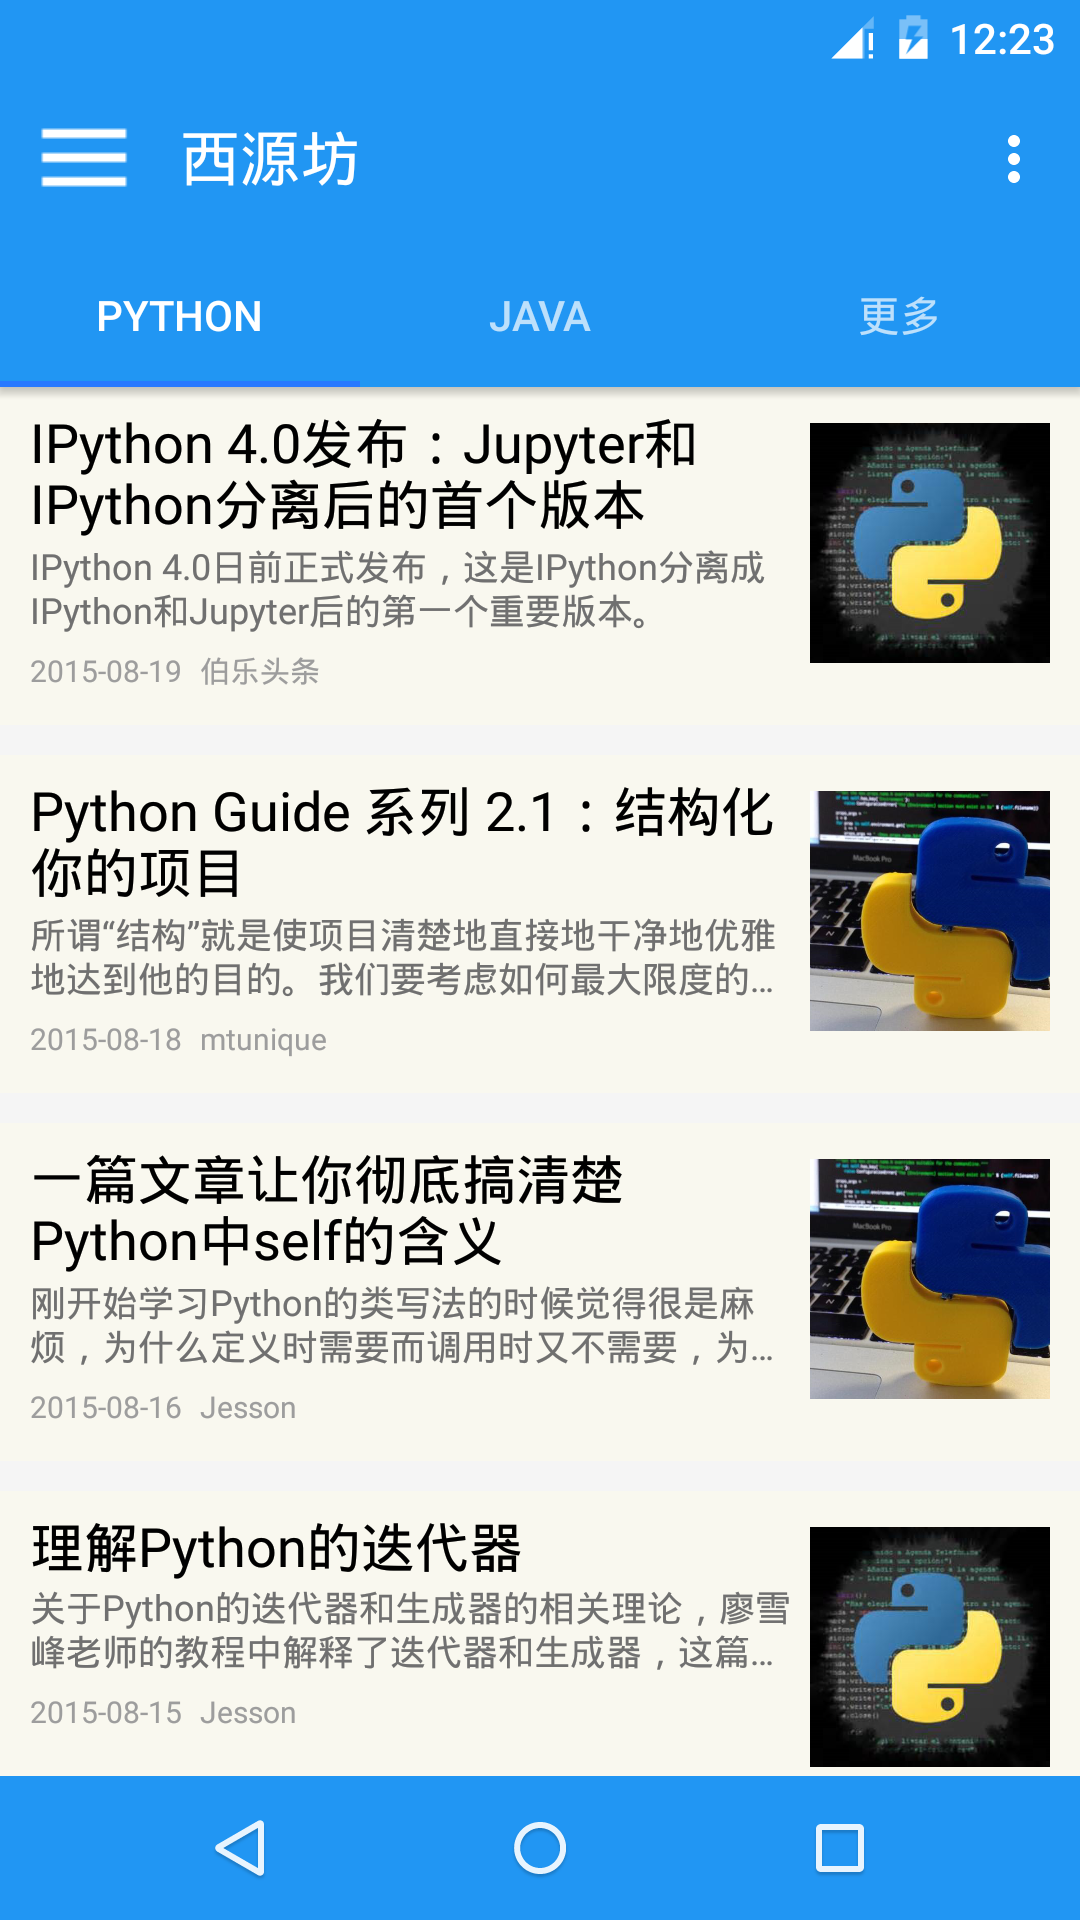 12:23
西源坊
PYTHON
JAVA
更多
IPython 4.0发布：Jupyter和
IPython分离后的首个版本
IPython 4.0日前正式发布，这是IPython分离成
IPython和Jupyter后的第一个重要版本。
2015-08-19 伯乐头条
Python Guide 系列 2.1：结构化
你的项目
所谓“结构”就是使项目清楚地直接地干净地优雅
地达到他的目的。我们要考虑如何最大限度的...
2015-08-18 mtunique
MacBook Pro
一篇文章让你彻底搞清楚
Python中self的含义
刚开始学习Python的类写法的时候觉得很是麻
烦，为什么定义时需要而调用时又不需要，为...
2015-08-16 Jesson
MacBook Pro
理解Python的迭代器
关于Python的迭代器和生成器的相关理论，廖雪
峰老师的教程中解释了迭代器和生成器，这篇...
2015-08-15 Jesson